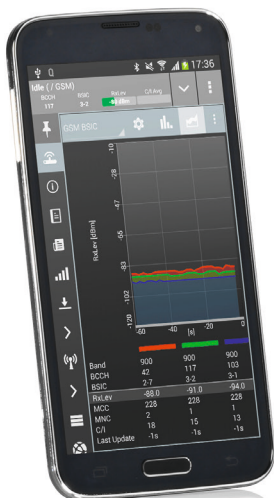 17:36
Idle ( / GSM)
BCCH BSIC RxLev C/I Avg
117 3-2 dBm
GSM BSIC
RxLev [dBm]
-10
-28
-47
-65
-83
-102
-120
-60 -40 [s] -20 0
Band 900 900 900
BCCH 42 117 103
BSIC 2-7 3-2 3-1
RxLev -88.0 -91.0 -94.0
MCC 228 228 228
MNC 2 1 1
C/I 18 15 13
Last Update -1s -1s -1s